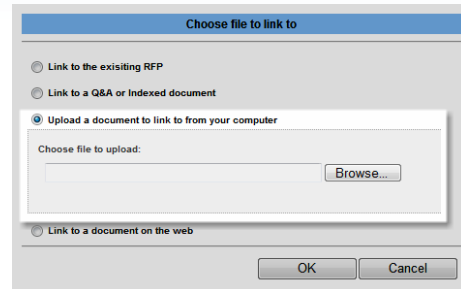 Choose file to link to
Link to the exisiting RFP
Link to a Q&A or Indexed document
Upload a document to link to from your computer
Choose file to upload:
Browse...
Link to a document on the web
OK Cancel